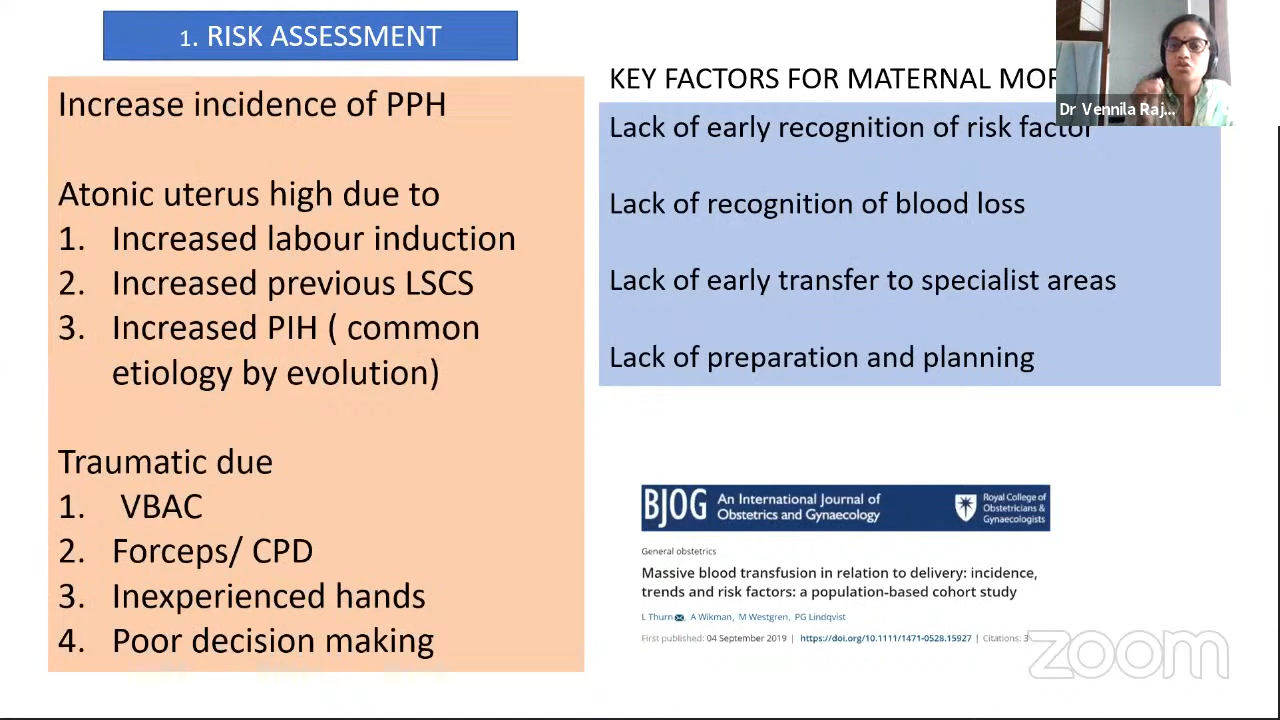 1. RISK ASSESSMENT
Increase incidence of PPH
Atonic uterus high due to
1. Increased labour induction
2. Increased previous LSCS
3. Increased PIH ( common
etiology by evolution)
Traumatic due
1. VBAC
2. Forceps/ CPD
3. Inexperienced hands
4. Poor decision making
KEY FACTORS FOR MATERNAL
Dr Vennila Raj...
Lack of early recognition of risk factor
Lack of recognition of blood loss
Lack of early transfer to specialist areas
Lack of preparation and planning
BJOG An International Journal of
Obstetrics and Gynaecology
Royal College of
Obstetricians &
Gynaecologists
General obstetrics
Massive blood transfusion in relation to delivery: incidence,
trends and risk factors: a population-based cohort study
L Thurn, A Wikman, M Westgren, PG Lindqvist
First published: 04 September 2019 | https://doi.org/10.1111/1471-0528.15927 | Citations: 3
zoom